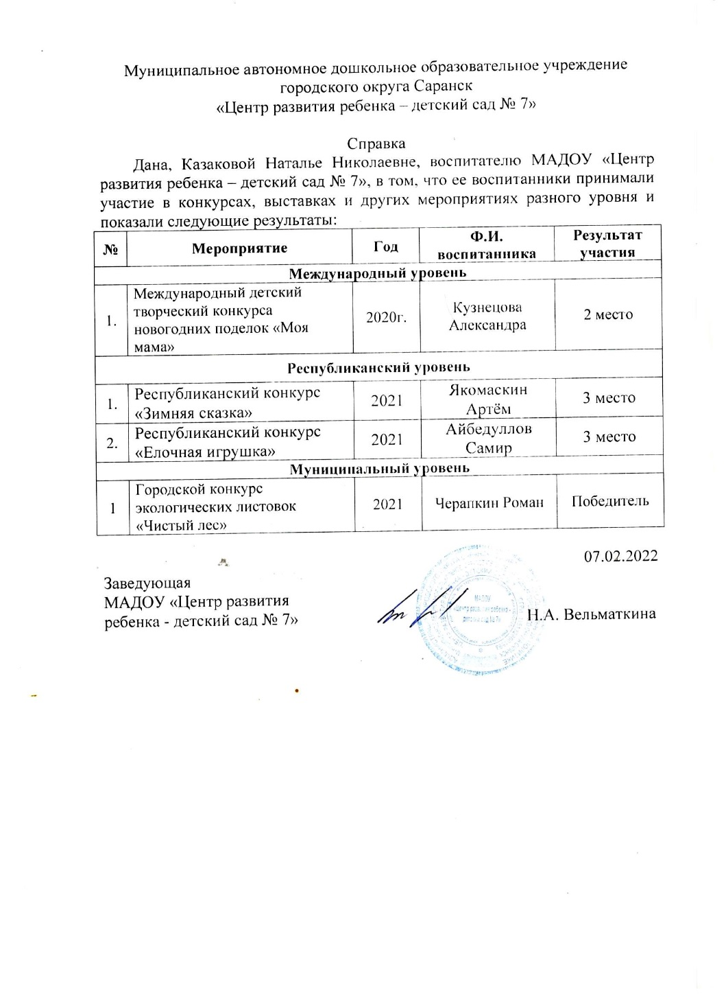 Муниципальное автономное дошкольное образовательное учреждение
городского округа Саранск
«Центр развития ребенка – детский сад № 7»
Справка
Дана, Казаковой Наталье Николаевне, воспитателю МАДОУ «Центр
развития ребенка – детский сад № 7», в том, что ее воспитанники принимали
участие в конкурсах, выставках и других мероприятиях разного уровня и
показали следующие результаты:
№ Мероприятие Год Ф.И. воспитанника Результат участия
Международный уровень
1. Международный детский
творческий конкурса
новогодних поделок «Моя
мама»
2020г.
Кузнецова
Александра
2 место
Республиканский уровень
1. Республиканский конкурс
«Зимняя сказка»
2021
Якомаскин
Артём
3 место
2. Республиканский конкурс
«Елочная игрушка»
2021
Айбедуллов
Самир
3 место
Муниципальный уровень
1 Городской конкурс
экологических листовок
«Чистый лес»
2021
Черапкин Роман
Победитель
07.02.2022
Заведующая
МАДОУ «Центр развития
ребенка - детский сад № 7»
Н.А. Вельматкина
МАДОУ
«Центр развития ребенка –
детский сад № 7»